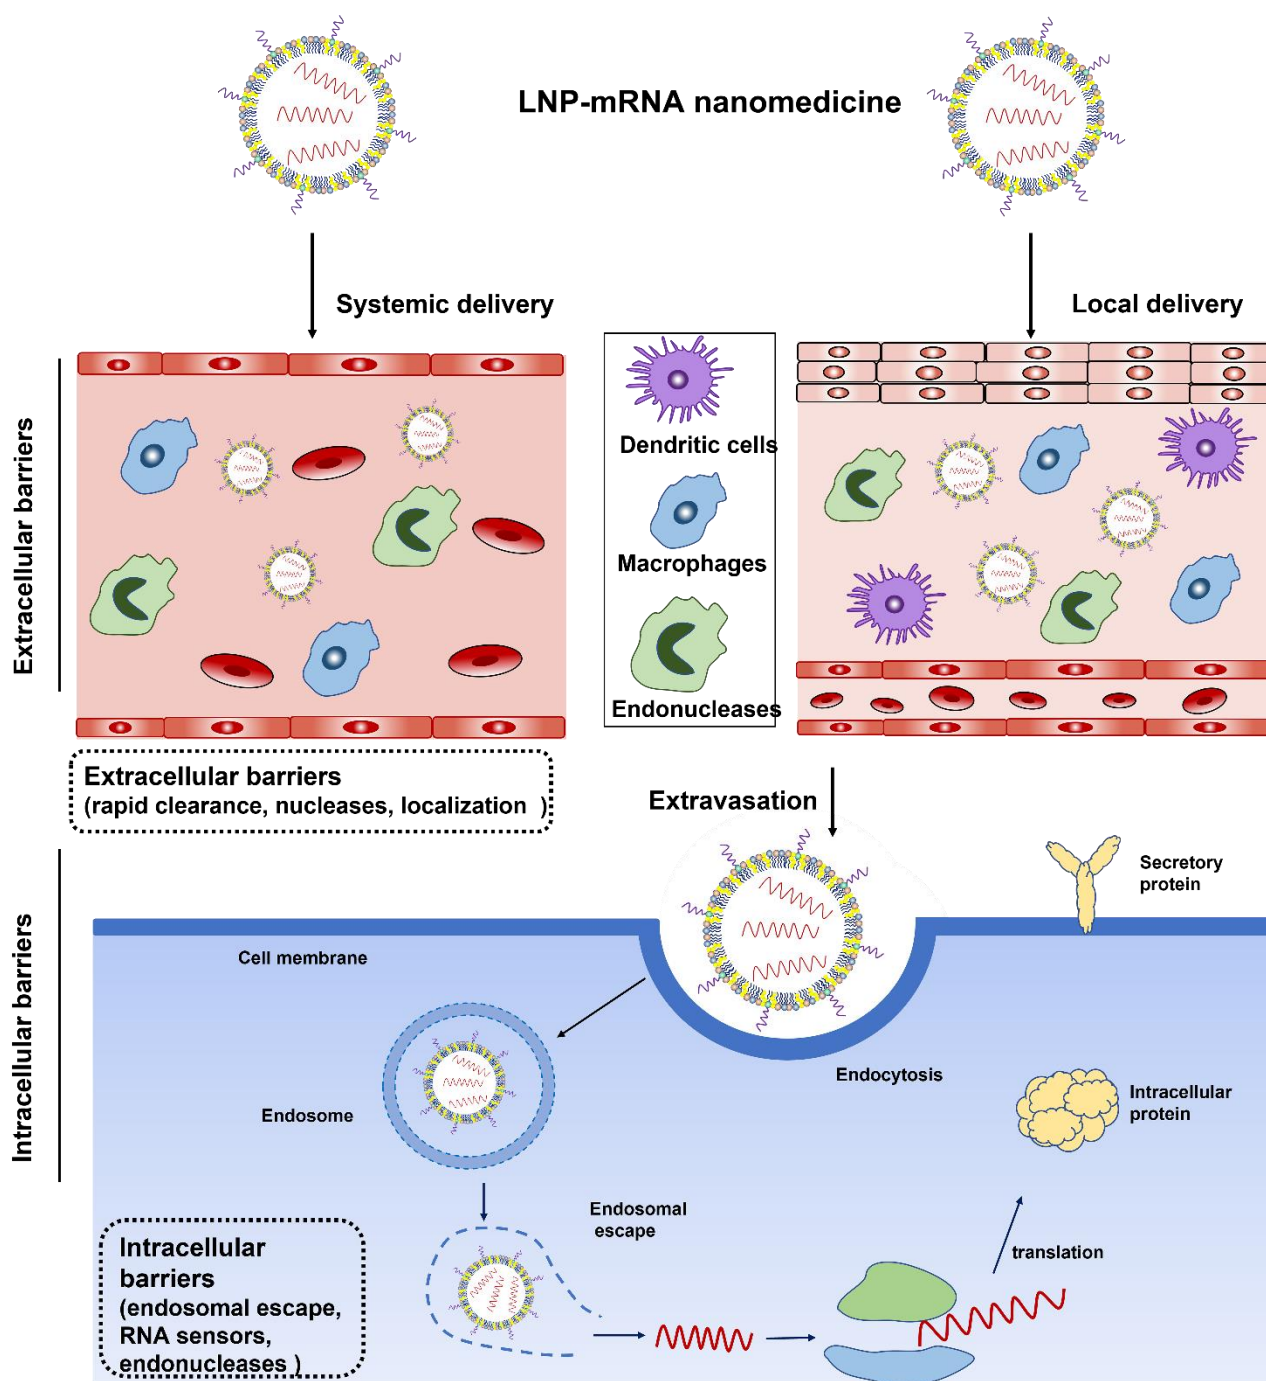 LNP-mRNA nanomedicine
Systemic delivery
Local delivery
Extracellular barriers
Dendritic cells
Macrophages
Endonucleases
Extracellular barriers
(rapid clearance, nucleases, localization )
Extravasation
Intracellular barriers
Secretory
protein
Cell membrane
Endocytosis
Endosome
Intracellular
protein
Endosomal
escape
translation
Intracellular
barriers
(endosomal escape,
RNA sensors,
endonucleases )